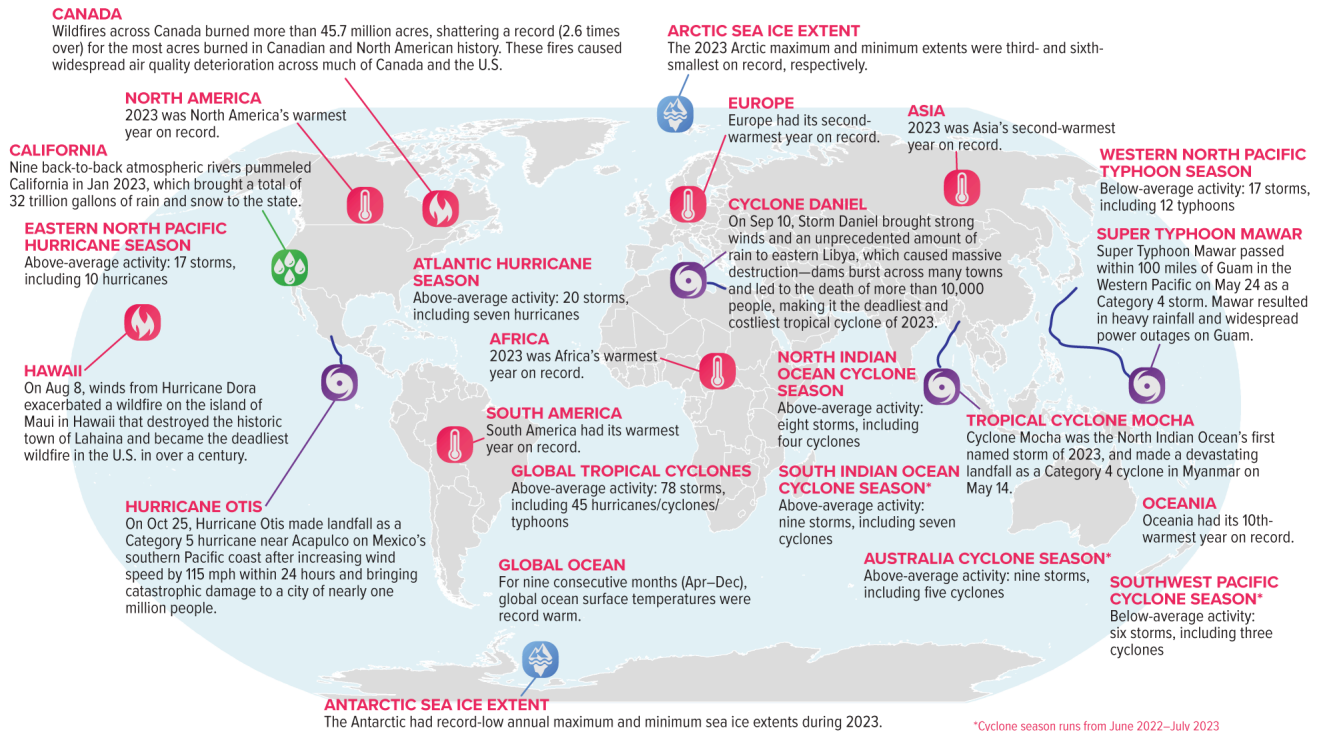 CANADA
Wildfires across Canada burned more than 45.7 million acres, shattering a record (2.6 times
over) for the most acres burned in Canadian and North American history. These fires caused
widespread air quality deterioration across much of Canada and the U.S.
ARCTIC SEA ICE EXTENT
The 2023 Arctic maximum and minimum extents were third- and sixth-
smallest on record, respectively.
NORTH AMERICA
2023 was North America's warmest
year on record.
EUROPE
Europe had its second-
warmest year on record.
ASIA
2023 was Asia's second-warmest
year on record.
CALIFORNIA
Nine back-to-back atmospheric rivers pummeled
California in Jan 2023, which brought a total of
32 trillion gallons of rain and snow to the state.
WESTERN NORTH PACIFIC
TYPHOON SEASON
Below-average activity: 17 storms,
including 12 typhoons
EASTERN NORTH PACIFIC
HURRICANE SEASON
Above-average activity: 17 storms,
including 10 hurricanes
CYCLONE DANIEL
On Sep 10, Storm Daniel brought strong
winds and an unprecedented amount of
rain to eastern Libya, which caused massive
destruction—dams burst across many towns
and led to the death of more than 10,000
people, making it the deadliest and
costliest tropical cyclone of 2023.
SUPER TYPHOON MAWAR
Super Typhoon Mawar passed
within 100 miles of Guam in the
Western Pacific on May 24 as a
Category 4 storm. Mawar resulted
in heavy rainfall and widespread
power outages on Guam.
ATLANTIC HURRICANE
SEASON
Above-average activity: 20 storms,
including seven hurricanes
AFRICA
2023 was Africa's warmest
year on record.
HAWAII
On Aug 8, winds from Hurricane Dora
exacerbated a wildfire on the island of
Maui in Hawaii that destroyed the historic
town of Lahaina and became the deadliest
wildfire in the U.S. in over a century.
NORTH INDIAN
OCEAN CYCLONE
SEASON
Above-average activity:
eight storms, including
four cyclones
SOUTH AMERICA
South America had its warmest
year on record.
TROPICAL CYCLONE MOCHA
Cyclone Mocha was the North Indian Ocean's first
named storm of 2023, and made a devastating
landfall as a Category 4 cyclone in Myanmar on
May 14.
GLOBAL TROPICAL CYCLONES
Above-average activity: 78 storms,
including 45 hurricanes/cyclones/
typhoons
SOUTH INDIAN OCEAN
CYCLONE SEASON*
Above-average activity:
nine storms, including seven
cyclones
HURRICANE OTIS
On Oct 25, Hurricane Otis made landfall as a
Category 5 hurricane near Acapulco on Mexico's
southern Pacific coast after increasing wind
speed by 115 mph within 24 hours and bringing
catastrophic damage to a city of nearly one
million people.
OCEANIA
Oceania had its 10th-
warmest year on record.
GLOBAL OCEAN
For nine consecutive months (Apr–Dec),
global ocean surface temperatures were
record warm.
AUSTRALIA CYCLONE SEASON*
Above-average activity: nine storms,
including five cyclones
SOUTHWEST PACIFIC
CYCLONE SEASON*
Below-average activity:
six storms, including three
cyclones
ANTARCTIC SEA ICE EXTENT
The Antarctic had record-low annual maximum and minimum sea ice extents during 2023.
*Cyclone season runs from June 2022–July 2023